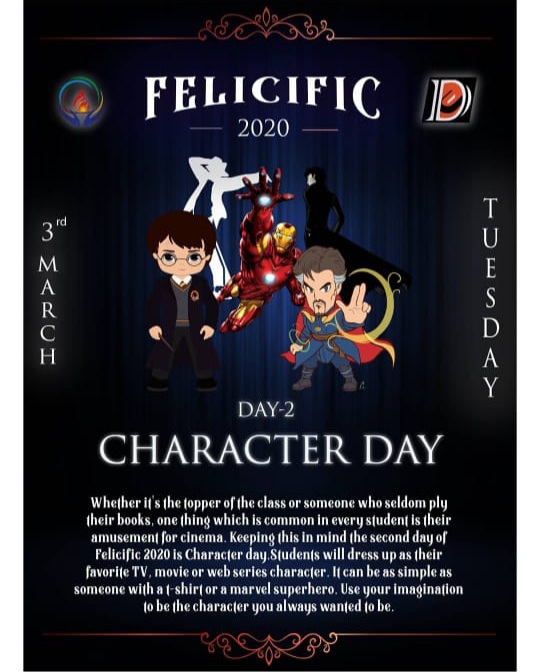 FELICIFIC
2020
3rd MARCH
TUESDAY
DAY-2
CHARACTER DAY
Whether it's the topper of the class or someone who seldom ply
their books, one thing which is common in every student is their
amusement for cinema. Keeping this in mind the second day of
Felicific 2020 is Character day.Students will dress up as their
favorite TV, movie or web series character. It can be as simple as
someone with a t-shirt or a marvel superhero. Use your imagination
to be the character you always wanted to be.